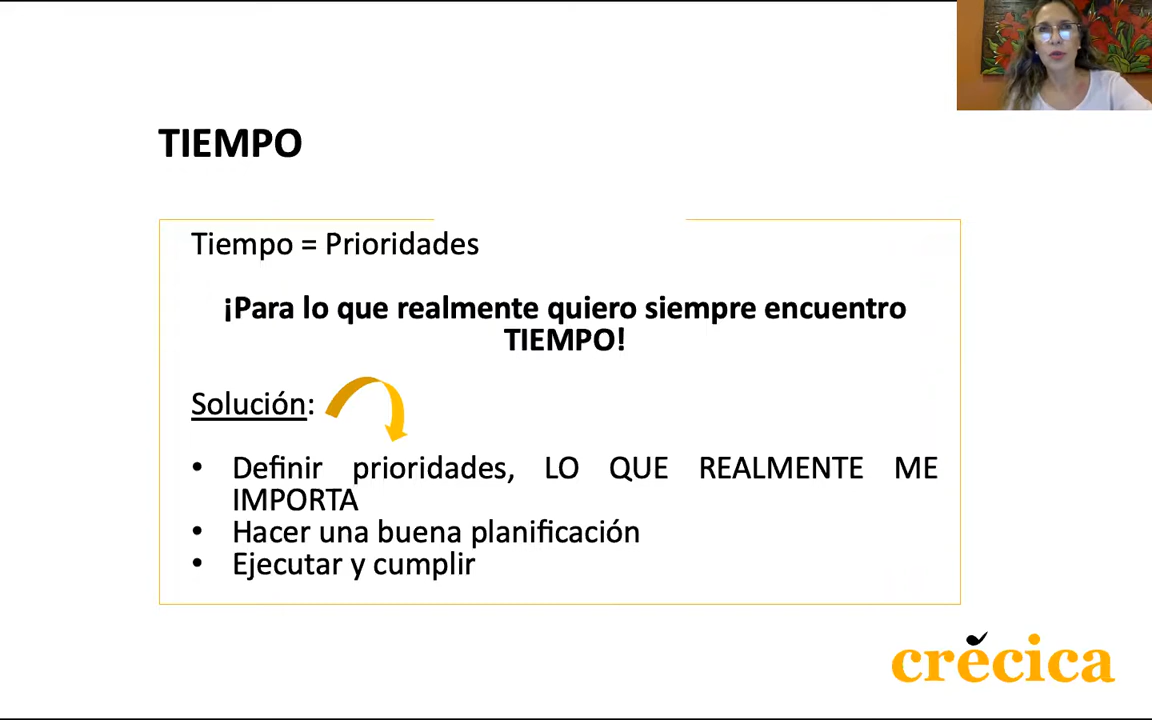 TIEMPO
Tiempo = Prioridades
¡Para lo que realmente quiero siempre encuentro
TIEMPO!
Solución:
• Definir prioridades, LO QUE REALMENTE ME
IMPORTA
• Hacer una buena planificación
• Ejecutar y cumplir
crecica